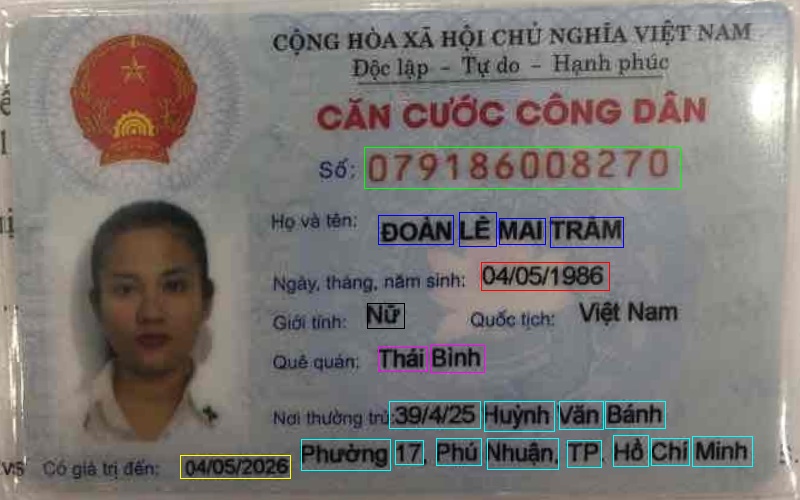 CỘNG HÒA XÃ HỘI CHỦ NGHĨA VIỆT NAM
Độc lập - Tự do - Hạnh phúc
CĂN CƯỚC CÔNG DÂN
Số: 079186008270
Họ và tên: ĐOÀN LÊ MAI TRÂM
Ngày, tháng, năm sinh: 04/05/1986
Giới tính: Nữ Quốc tịch: Việt Nam
Quê quán: Thái Bình
Nơi thường trú: 39/4/25 Huỳnh Văn Bánh
Phường 17, Phú Nhuận, TP. Hồ Chí Minh
Có giá trị đến: 04/05/2026